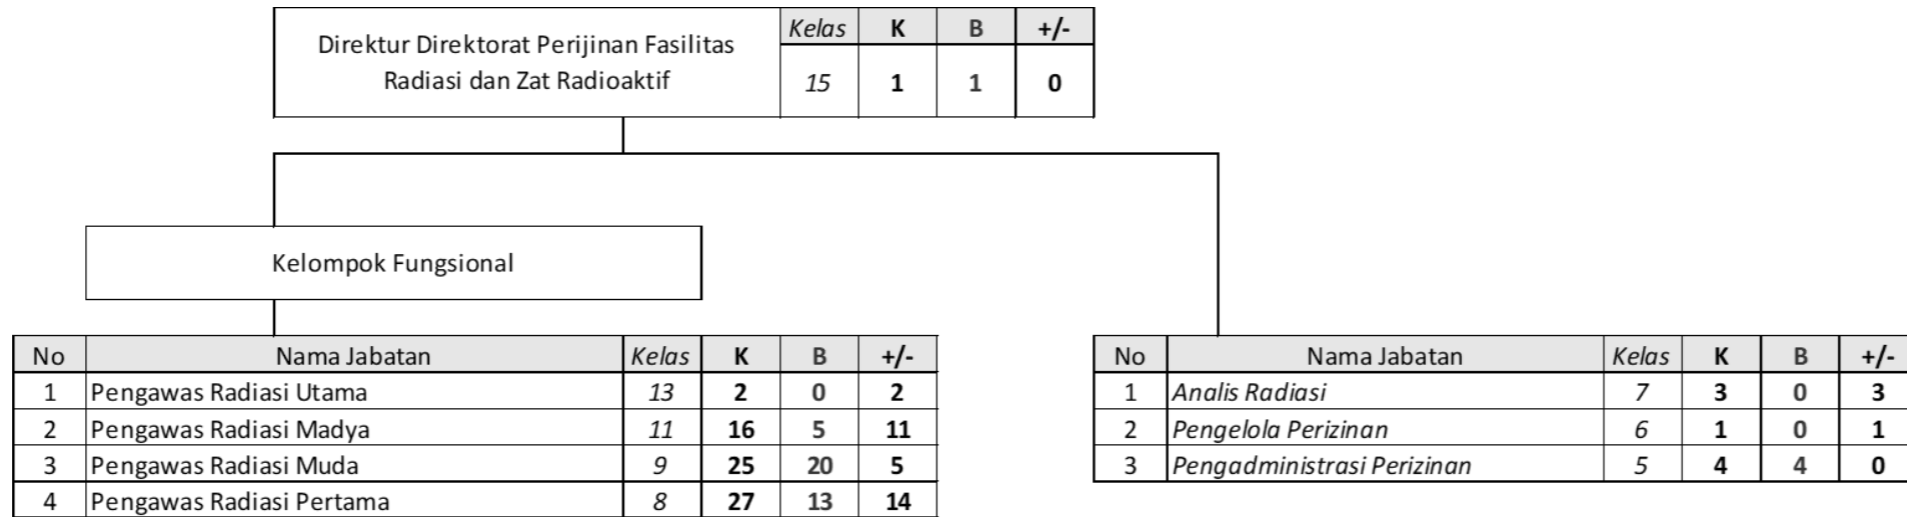 Direktur Direktorat Perijinan Fasilitas
Radiasi dan Zat Radioaktif
Kelas K B +/-
15 1 1 0
Kelompok Fungsional
No Nama Jabatan Kelas K B +/-
1 Pengawas Radiasi Utama 13 2 0 2
2 Pengawas Radiasi Madya 11 16 5 11
3 Pengawas Radiasi Muda 9 25 20 5
4 Pengawas Radiasi Pertama 8 27 13 14
No Nama Jabatan Kelas K B +/-
1 Analis Radiasi 7 3 0 3
2 Pengelola Perizinan 6 1 0 1
3 Pengadministrasi Perizinan 5 4 4 0